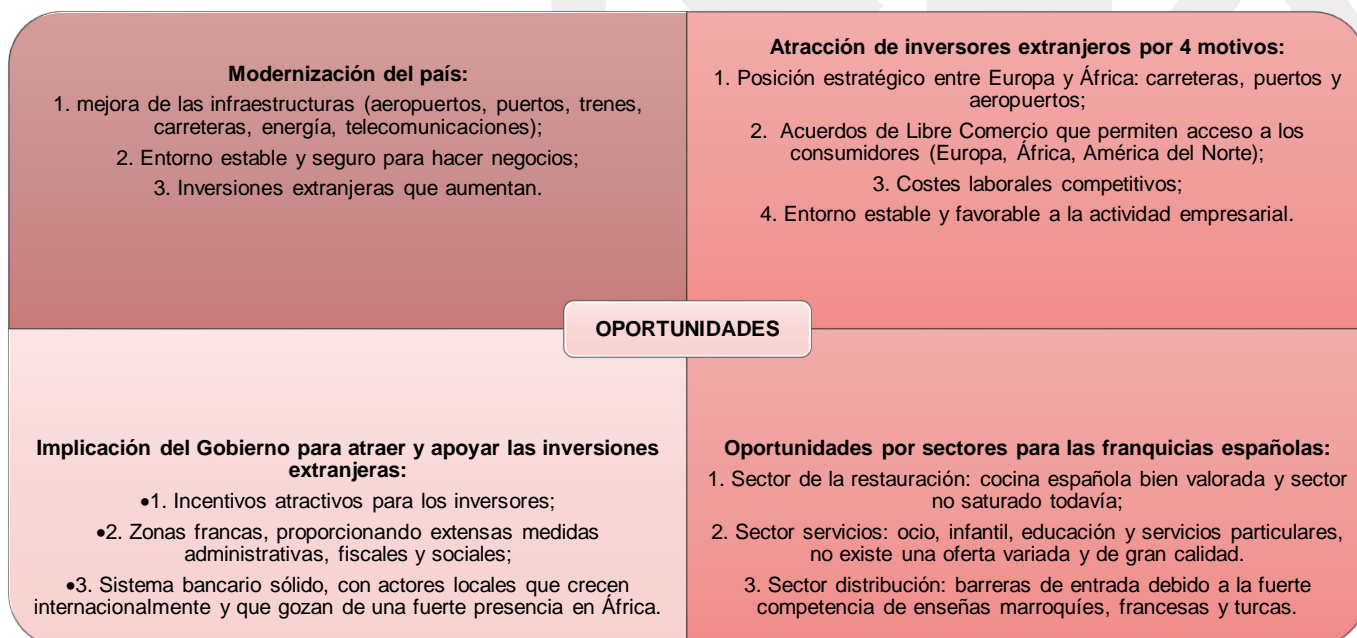 Modernización del país:
1. mejora de las infraestructuras (aeropuertos, puertos, trenes,
carreteras, energía, telecomunicaciones);
2. Entorno estable y seguro para hacer negocios;
3. Inversiones extranjeras que aumentan.
Atracción de inversores extranjeros por 4 motivos:
1. Posición estratégico entre Europa y África: carreteras, puertos y
aeropuertos;
2. Acuerdos de Libre Comercio que permiten acceso a los
consumidores (Europa, África, América del Norte);
3. Costes laborales competitivos;
4. Entorno estable y favorable a la actividad empresarial.
OPORTUNIDADES
Implicación del Gobierno para atraer y apoyar las inversiones
extranjeras:
•1. Incentivos atractivos para los inversores;
•2. Zonas francas, proporcionando extensas medidas
administrativas, fiscales y sociales;
•3. Sistema bancario sólido, con actores locales que crecen
internacionalmente y que gozan de una fuerte presencia en África.
Oportunidades por sectores para las franquicias españolas:
1. Sector de la restauración: cocina española bien valorada y sector
no saturado todavía;
2. Sector servicios: ocio, infantil, educación y servicios particulares,
no existe una oferta variada y de gran calidad.
3. Sector distribución: barreras de entrada debido a la fuerte
competencia de enseñas marroquíes, francesas y turcas.